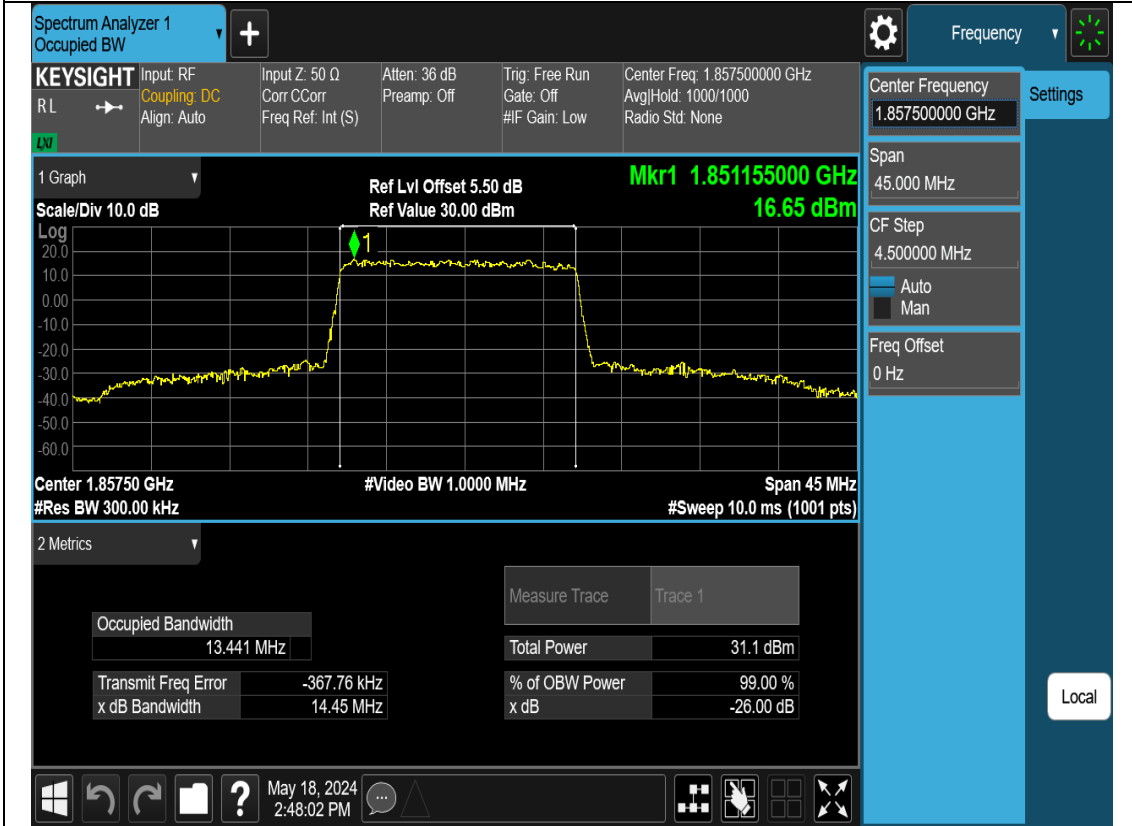 Spectrum Analyzer 1
Occupied BW
+
Frequency
KEYSIGHT
R L
LXI
Input: RF
Coupling: DC
Align: Auto
Input Z: 50 Ω
Corr CCorr
Freq Ref: Int (S)
Atten: 36 dB
Preamp: Off
Trig: Free Run
Gate: Off
#IF Gain: Low
Center Freq: 1.857500000 GHz
Avg|Hold: 1000/1000
Radio Std: None
Center Frequency
1.857500000 GHz
Settings
Span
45.000 MHz
CF Step
4.500000 MHz
Auto
Man
Freq Offset
0 Hz
Local
1 Graph
Ref Lvl Offset 5.50 dB
Mkr1 1.851155000 GHz
Scale/Div 10.0 dB
Ref Value 30.00 dBm
16.65 dBm
Log
1
20.0
10.0
0.00
-10.0
-20.0
-30.0
-40.0
-50.0
-60.0
Center 1.85750 GHz
#Video BW 1.0000 MHz
Span 45 MHz
#Res BW 300.00 kHz
#Sweep 10.0 ms (1001 pts)
2 Metrics
Measure Trace
Trace 1
Occupied Bandwidth
13.441 MHz
Total Power
31.1 dBm
Transmit Freq Error
-367.76 kHz
% of OBW Power
99.00 %
x dB Bandwidth
14.45 MHz
x dB
-26.00 dB
?
May 18, 2024
2:48:02 PM